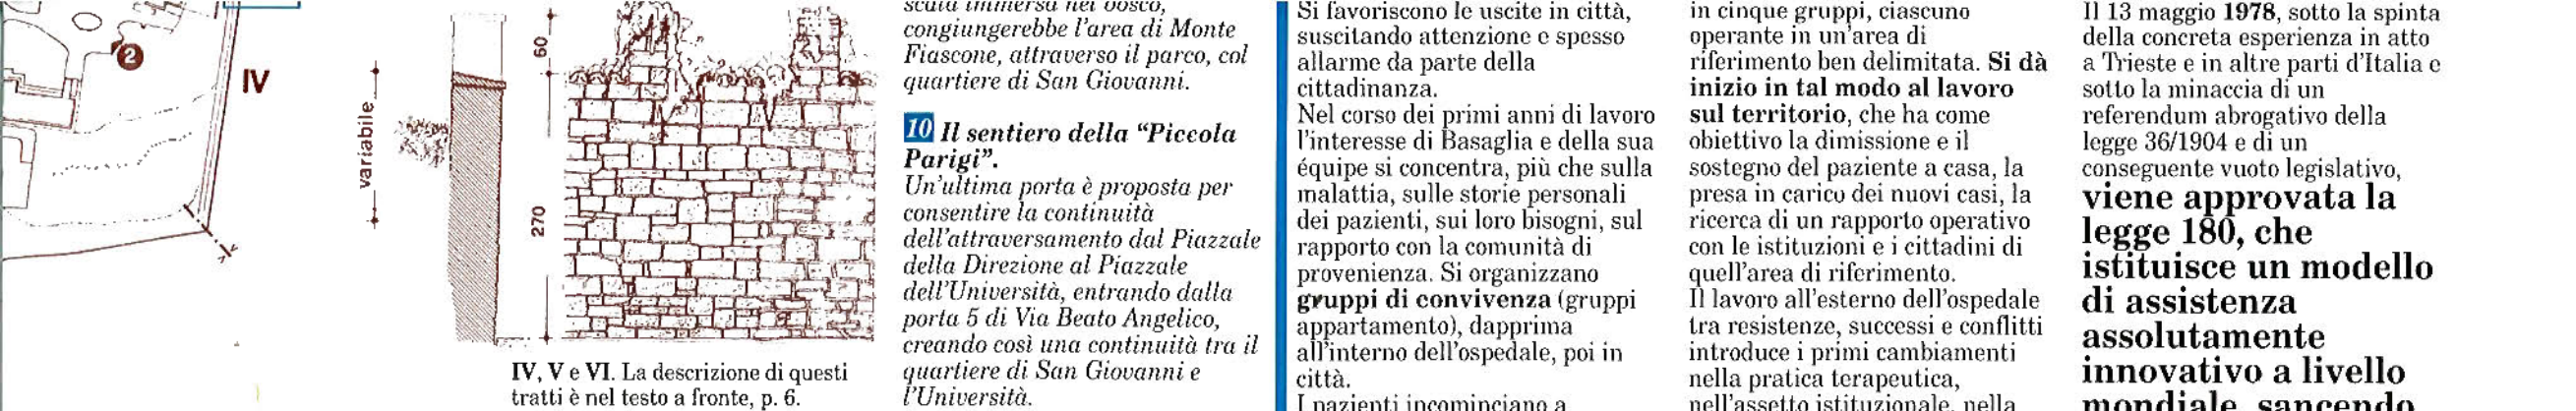 2
IV
variabile
60
270
IV, V e VI. La descrizione di questi
tratti è nel testo a fronte, p. 6.
scala immersa nel bosco,
congiungerebbe l'area di Monte
Fiascone, attraverso il parco, col
quartiere di San Giovanni.
10 Il sentiero della “Piccola
Parigi”.
Un'ultima porta è proposta per
consentire la continuità
dell'attraversamento dal Piazzale
della Direzione al Piazzale
dell'Università, entrando dalla
porta 5 di Via Beato Angelico,
creando così una continuità tra il
quartiere di San Giovanni e
l'Università.
Si favoriscono le uscite in città,
suscitando attenzione e spesso
allarme da parte della
cittadinanza.
Nel corso dei primi anni di lavoro
l'interesse di Basaglia e della sua
équipe si concentra, più che sulla
malattia, sulle storie personali
dei pazienti, sui loro bisogni, sul
rapporto con la comunità di
provenienza. Si organizzano
gruppi di convivenza (gruppi
appartamento), dapprima
all'interno dell'ospedale, poi in
città.
I pazienti incominciano a
in cinque gruppi, ciascuno
operante in un'area di
riferimento ben delimitata. Si dà
inizio in tal modo al lavoro
sul territorio, che ha come
obiettivo la dimissione e il
sostegno del paziente a casa, la
presa in carico dei nuovi casi, la
ricerca di un rapporto operativo
con le istituzioni e i cittadini di
quell'area di riferimento.
Il lavoro all'esterno dell'ospedale
tra resistenze, successi e conflitti
introduce i primi cambiamenti
nella pratica terapeutica,
nell'assetto istituzionale, nella
Il 13 maggio 1978, sotto la spinta
della concreta esperienza in atto
a Trieste e in altre parti d'Italia e
sotto la minaccia di un
referendum abrogativo della
legge 36/1904 e di un
conseguente vuoto legislativo,
viene approvata la
legge 180, che
istituisce un modello
di assistenza
assolutamente
innovativo a livello
mondiale, sancendo